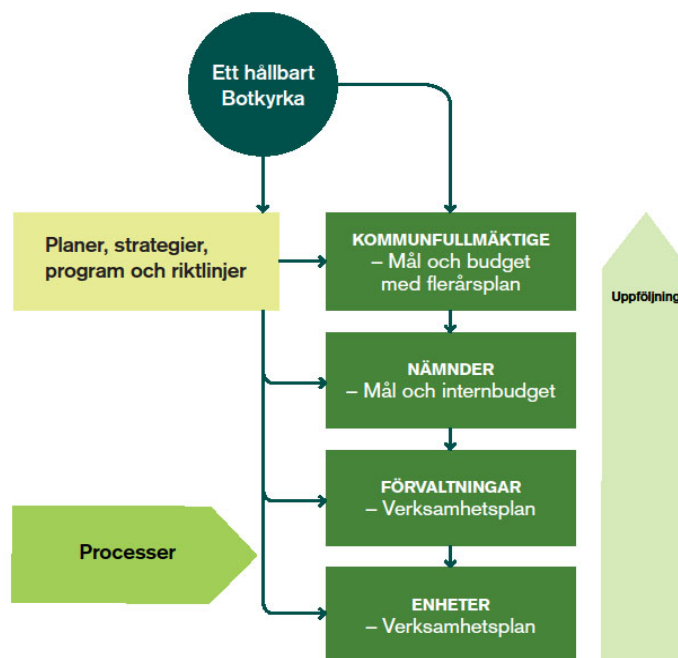 Ett hållbart
Botkyrka
Planer, strategier,
program och riktlinjer
KOMMUNFULLMÄKTIGE
– Mål och budget
med flerårsplan
Uppföljning
NÄMNDER
– Mål och internbudget
FÖRVALTNINGAR
– Verksamhetsplan
Processer
ENHETER
– Verksamhetsplan